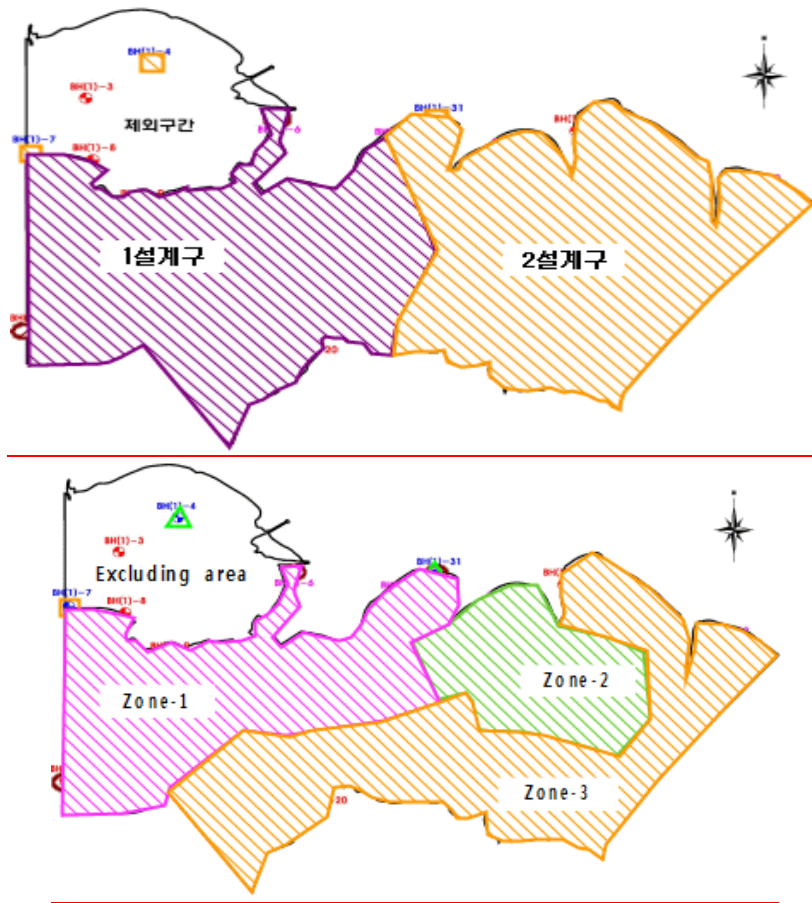 BH(1)-4
BH(1)-3
제외구간
BH(1)-7
BH(1)-8
BH(1)-31
1설계구
2설계구
20
BH(1)-4
BH(1)-3
Excluding area
BH(1)-31
BH(1)-7
BH(1)-8
Zone-1
Zone-2
Zone-3
20